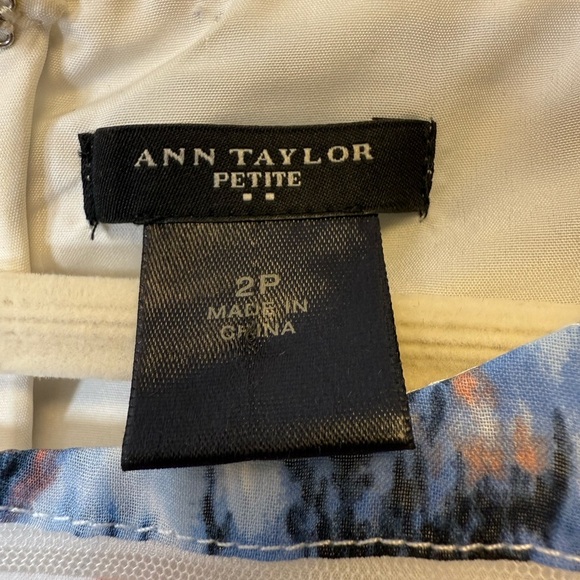 ANN TAYLOR
PETITE
2P
MADE IN
CHINA